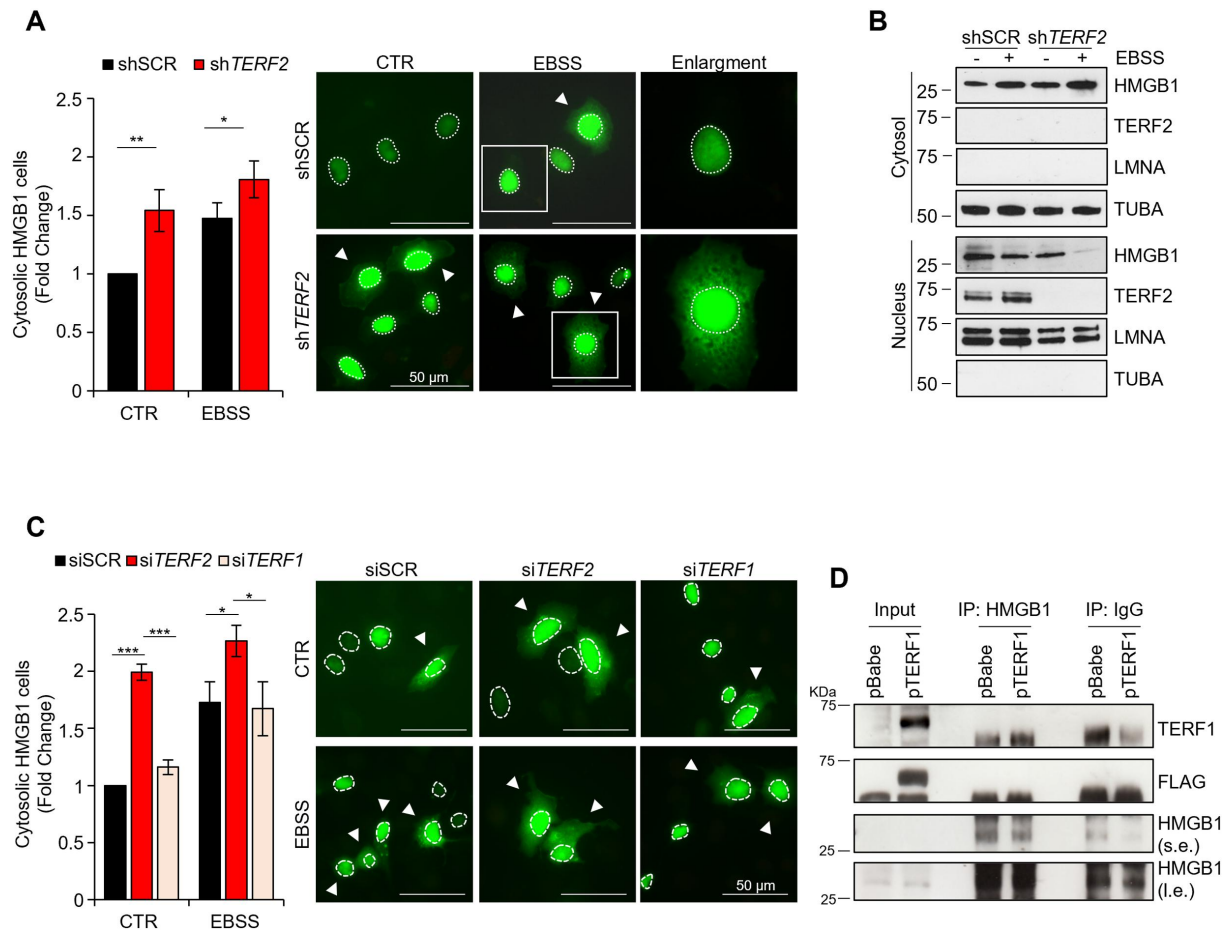 A
shSCR shTERF2
Cytosolic HMGB1 cells
(Fold Change)
2.5
2
1.5
1
0.5
0
** *
CTR EBSS
CTR EBSS Enlargment
shSCR
shTERF2
50 µm
B
shSCR shTERF2
- + - + EBSS
Cytosol
25 HMGB1
75 TERF2
75 LMNA
50 TUBA
Nucleus
25 HMGB1
75 TERF2
75 LMNA
50 TUBA
C
siSCR siTERF2 siTERF1
Cytosolic HMGB1 cells
(Fold Change)
2.5
2
1.5
1
0.5
0
*** *** * *
CTR EBSS
siSCR siTERF2 siTERF1
CTR
EBSS
50 µm
D
Input IP: HMGB1 IP: IgG
pBabe pTERF1 pBabe pTERF1 pBabe pTERF1
KDa
75 TERF1
75 FLAG
25 HMGB1
(s.e.)
25 HMGB1
(l.e.)